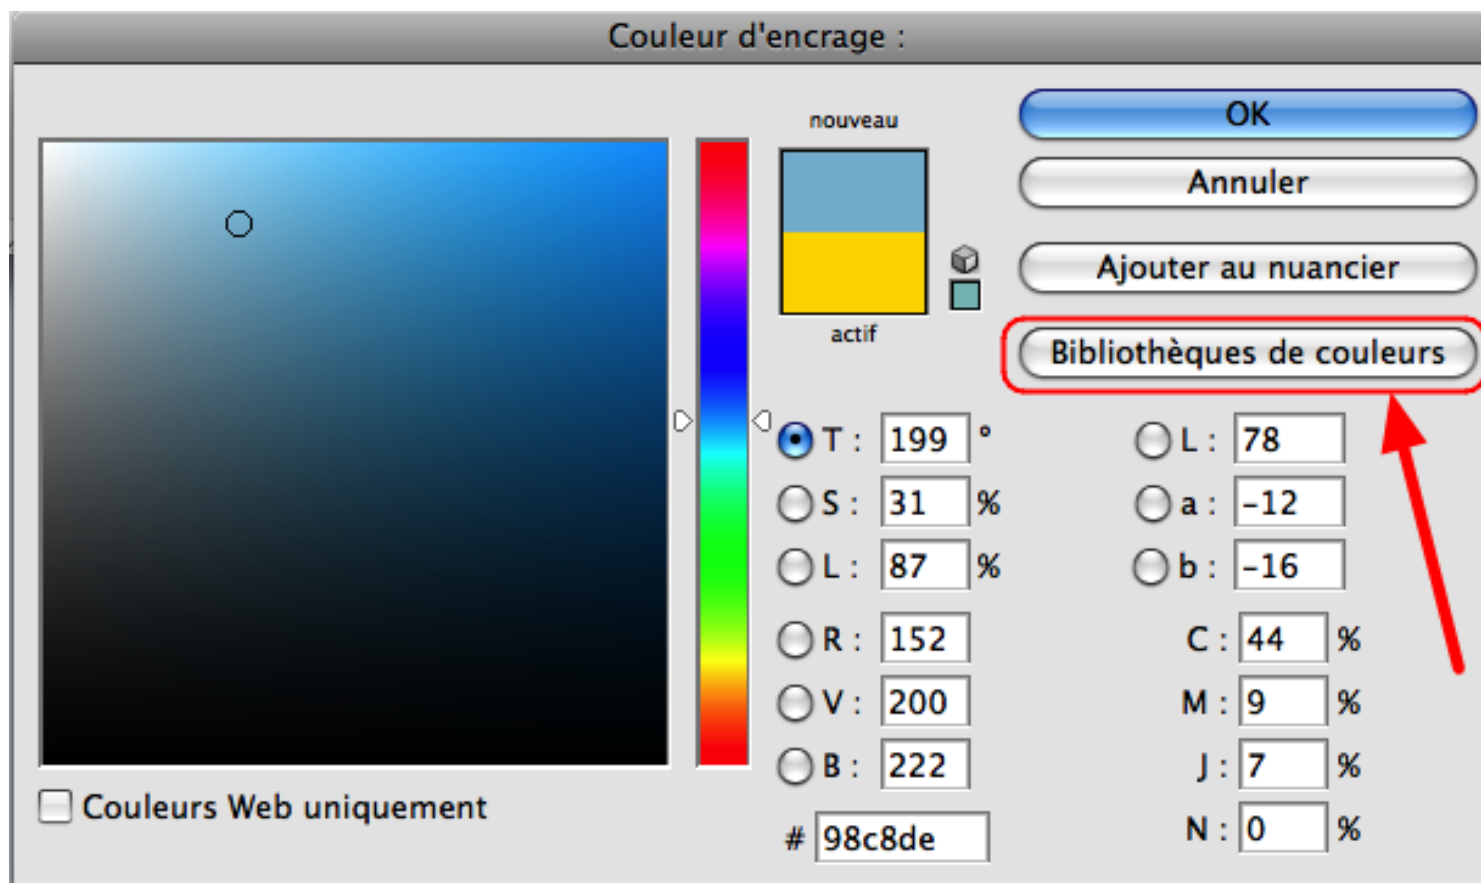 Couleur d'encrage :
nouveau
actif
OK
Annuler
Ajouter au nuancier
Bibliothèques de couleurs
T : 199 °
S : 31 %
L : 87 %
R : 152
V : 200
B : 222
# 98c8de
L : 78
a : -12
b : -16
C : 44 %
M : 9 %
J : 7 %
N : 0 %
Couleurs Web uniquement